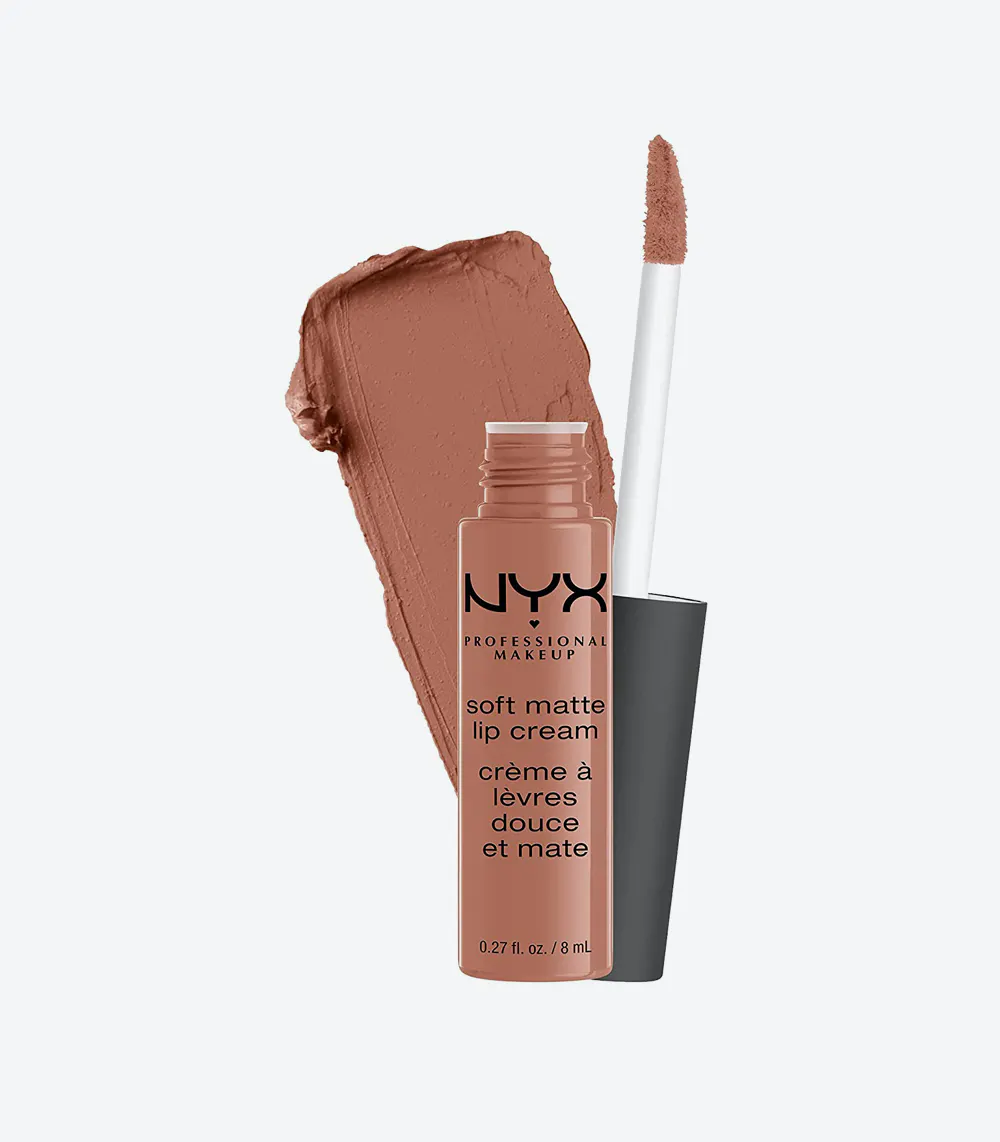 NYX
PROFESSIONAL
MAKEUP
soft matte
lip cream
crème à
lèvres
douce
et mate
0.27 fl. oz. / 8 mL